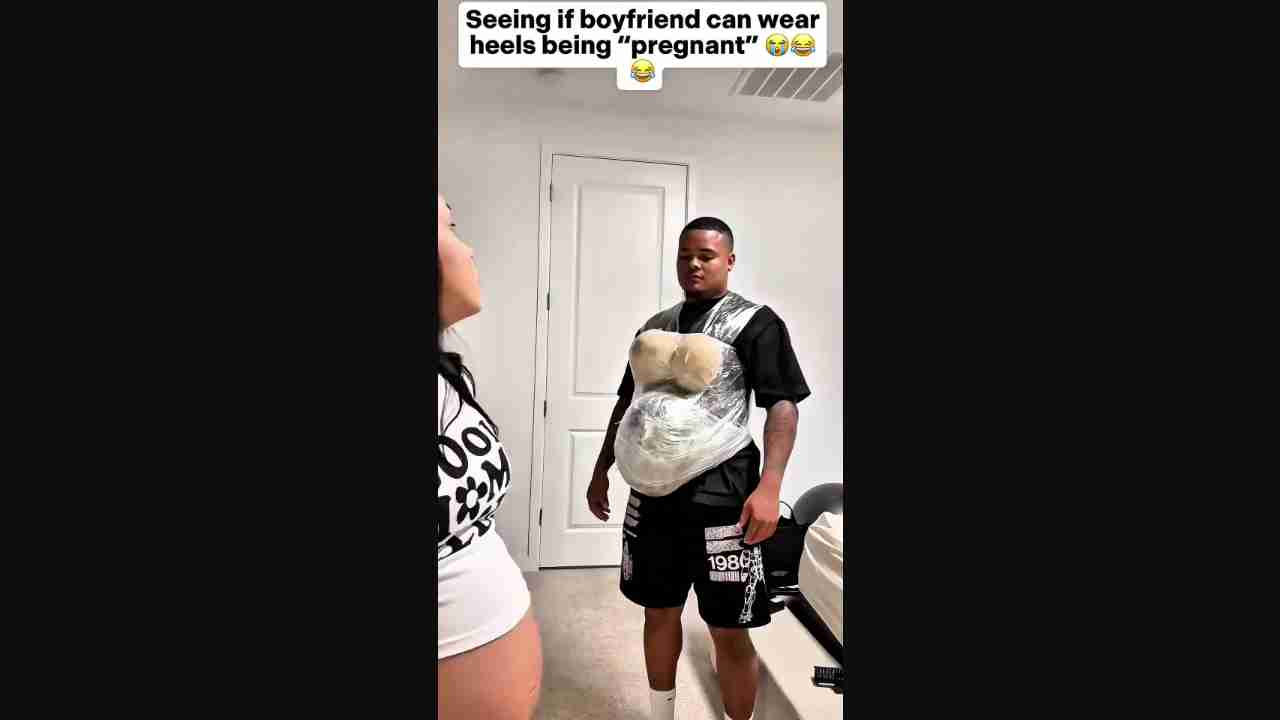 Seeing if boyfriend can wear
heels being “pregnant” 😭😂
😂
1980